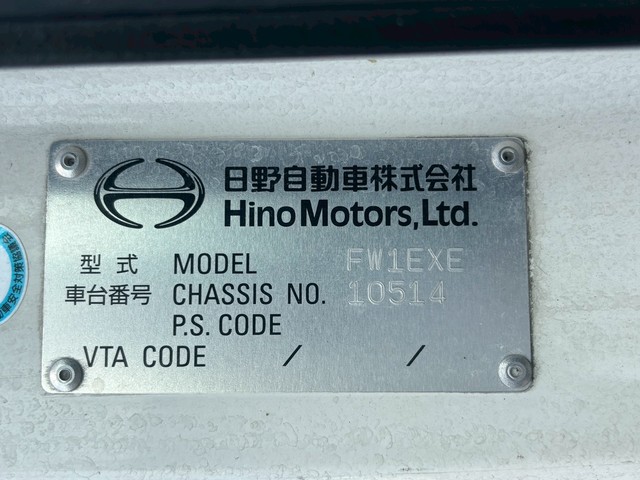 日野自動車株式会社
Hino Motors, Ltd.
型式 MODEL FW1EXE
車台番号 CHASSIS NO. 10514
P.S. CODE
VTA CODE / /